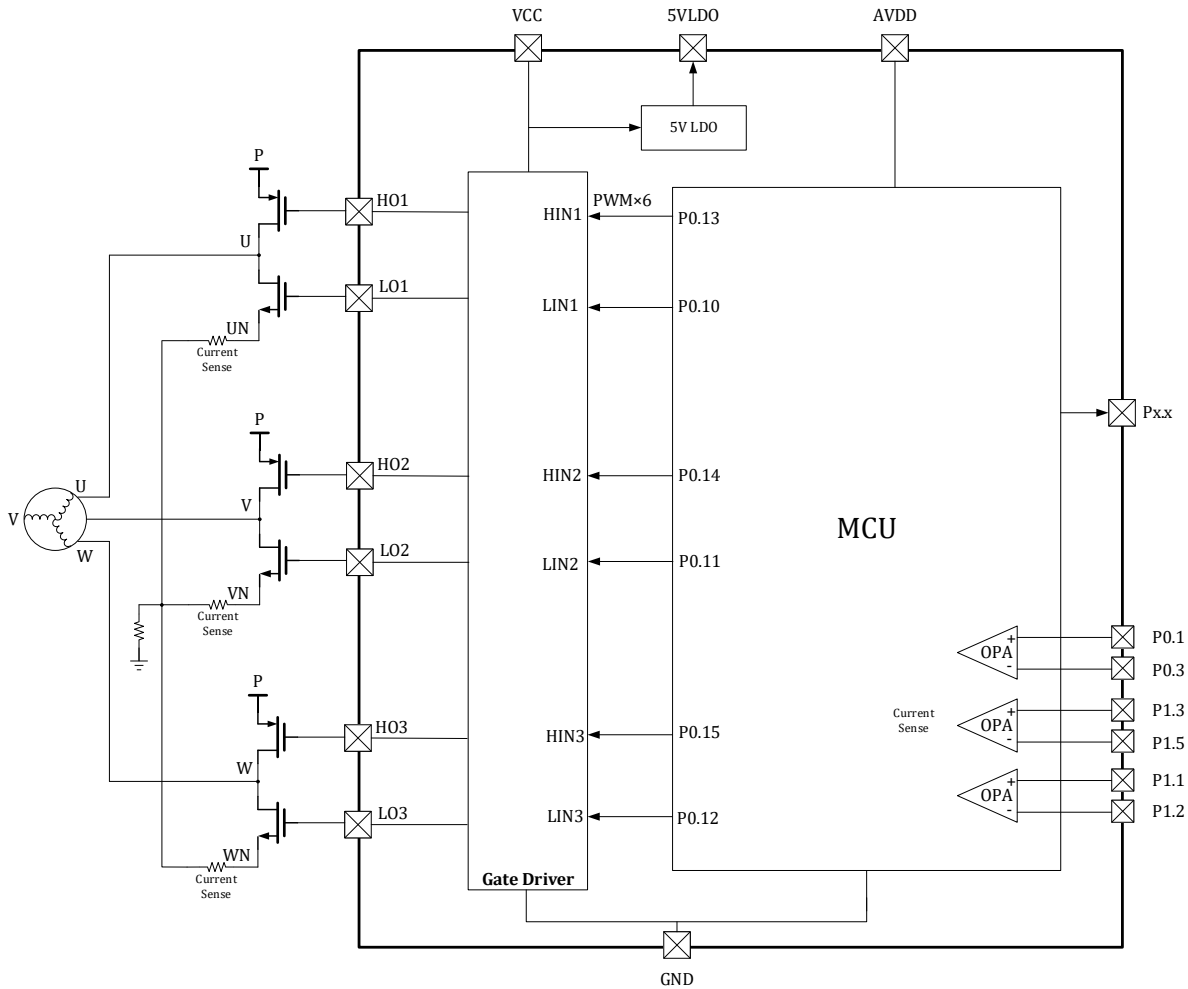 VCC
5VLDO
AVDD
5V LDO
P
HO1
HIN1
PWM×6
P0.13
U
LO1
LIN1
P0.10
UN
Current
Sense
Px.x
P
HO2
HIN2
P0.14
U
V
V
MCU
W
LO2
LIN2
P0.11
VN
Current
Sense
+
OPA
-
P0.1
P0.3
P
HO3
HIN3
P0.15
Current
Sense
+
OPA
-
P1.3
P1.5
W
+
OPA
-
P1.1
P1.2
LO3
LIN3
P0.12
WN
Current
Sense
Gate Driver
GND